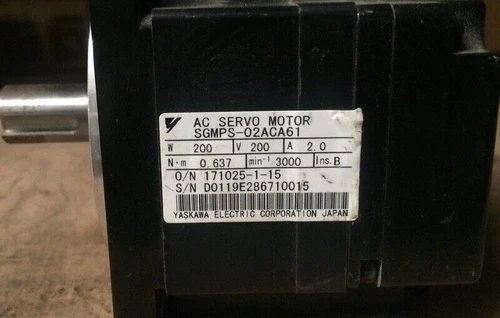 AC SERVO MOTOR
SGMPS-02ACA61
W 200 V 200 A 2.0
N·m 0.637 min⁻¹ 3000 Ins. B
O/N 171025-1-15
S/N D0119E286710015
YASKAWA ELECTRIC CORPORATION JAPAN